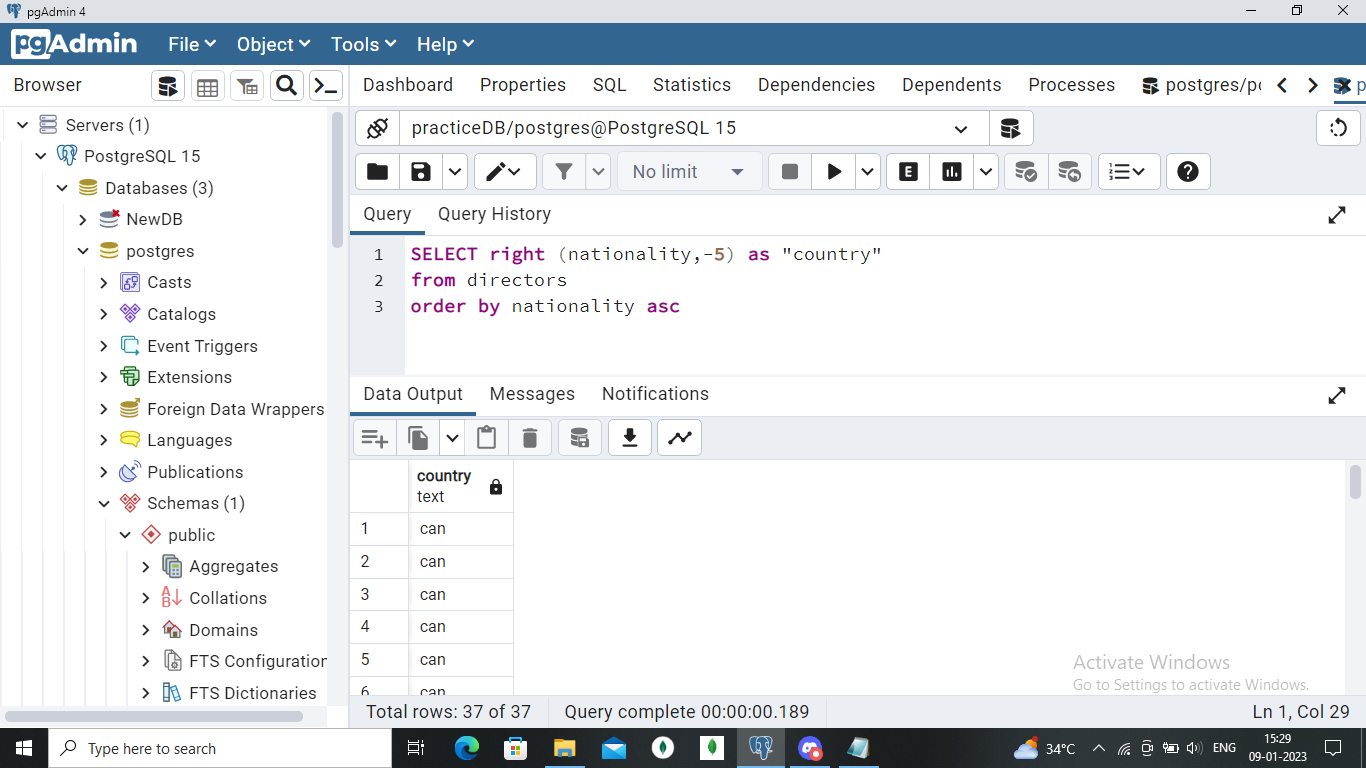 pgAdmin 4
pgAdmin File Object Tools Help
Browser
Dashboard Properties SQL Statistics Dependencies Dependents Processes postgres/po
Servers (1)
PostgreSQL 15
Databases (3)
NewDB
postgres
Casts
Catalogs
Event Triggers
Extensions
Foreign Data Wrappers
Languages
Publications
Schemas (1)
public
Aggregates
Collations
Domains
FTS Configuration
FTS Dictionaries
practiceDB/postgres@PostgreSQL 15
No limit
E
Query Query History
1 SELECT right (nationality,-5) as "country"
2 from directors
3 order by nationality asc
Data Output Messages Notifications
country
text
1 can
2 can
3 can
4 can
5 can
6 can
Activate Windows
Go to Settings to activate Windows.
Total rows: 37 of 37 Query complete 00:00:00.189 Ln 1, Col 29
Type here to search
34°C ENG
15:29
09-01-2023